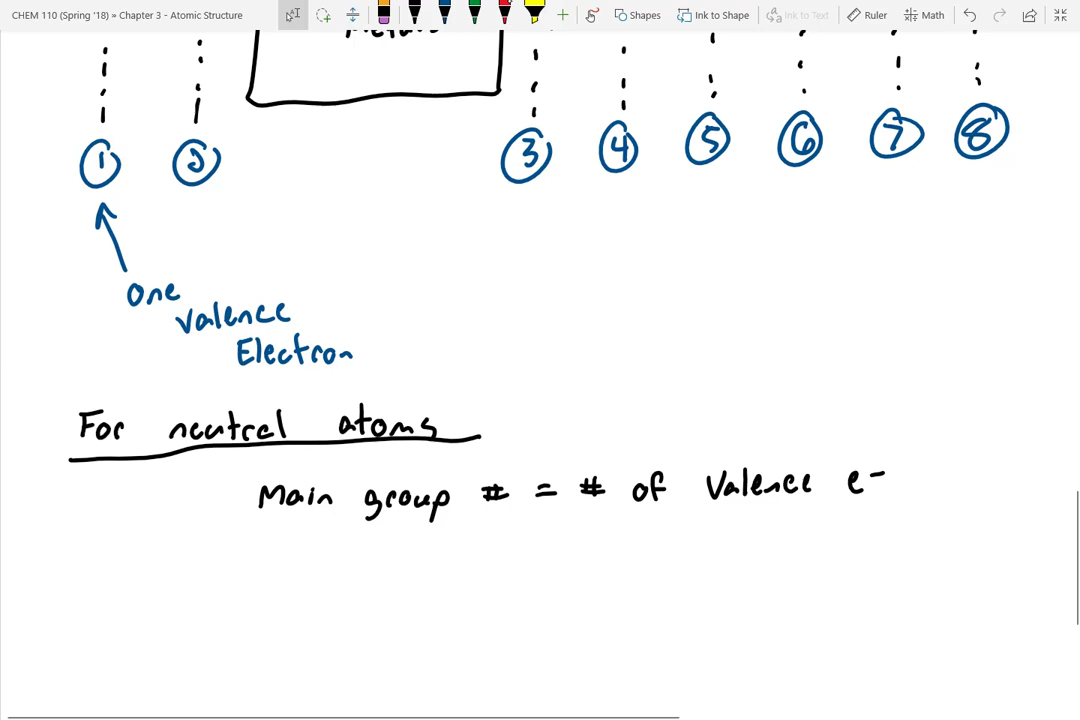 CHEM 110 (Spring '18) » Chapter 3 - Atomic Structure
Shapes Ink to Shape Ink to Text Ruler Math
1 2 3 4 5 6 7 8
One
Valence
Electron
For neutral atoms
Main group # = # of Valence e-